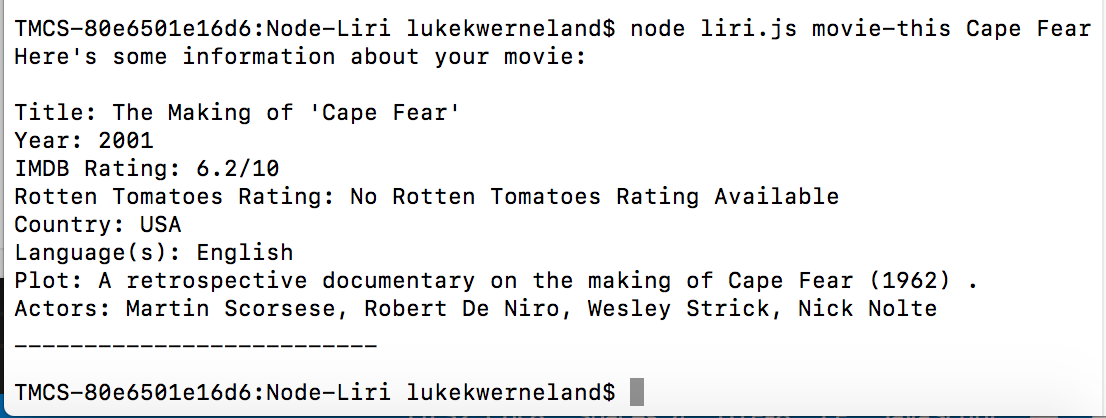 TMCS-80e6501e16d6:Node-Liri lukekwerneland$ node liri.js movie-this Cape Fear
Here's some information about your movie:
Title: The Making of 'Cape Fear'
Year: 2001
IMDB Rating: 6.2/10
Rotten Tomatoes Rating: No Rotten Tomatoes Rating Available
Country: USA
Language(s): English
Plot: A retrospective documentary on the making of Cape Fear (1962) .
Actors: Martin Scorsese, Robert De Niro, Wesley Strick, Nick Nolte
--------------------------
TMCS-80e6501e16d6:Node-Liri lukekwerneland$